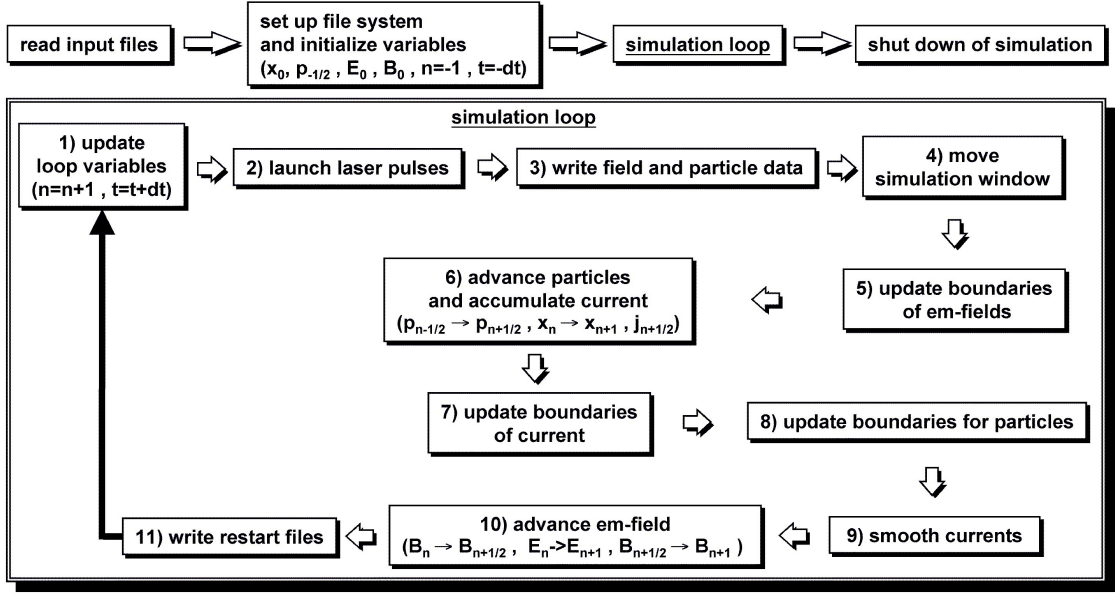 read input files
set up file system
and initialize variables
(x₀, p₋₁/₂ , E₀ , B₀ , n=-1 , t=-dt)
simulation loop
shut down of simulation
simulation loop
1) update
loop variables
(n=n+1 , t=t+dt)
2) launch laser pulses
3) write field and particle data
4) move
simulation window
5) update boundaries
of em-fields
6) advance particles
and accumulate current
(pₙ₋₁/₂ → pₙ₊₁/₂ , xₙ → xₙ₊₁ , jₙ₊₁/₂)
7) update boundaries
of current
8) update boundaries for particles
9) smooth currents
10) advance em-field
(Bₙ → Bₙ₊₁/₂ , Eₙ->Eₙ₊₁ , Bₙ₊₁/₂ → Bₙ₊₁ )
11) write restart files